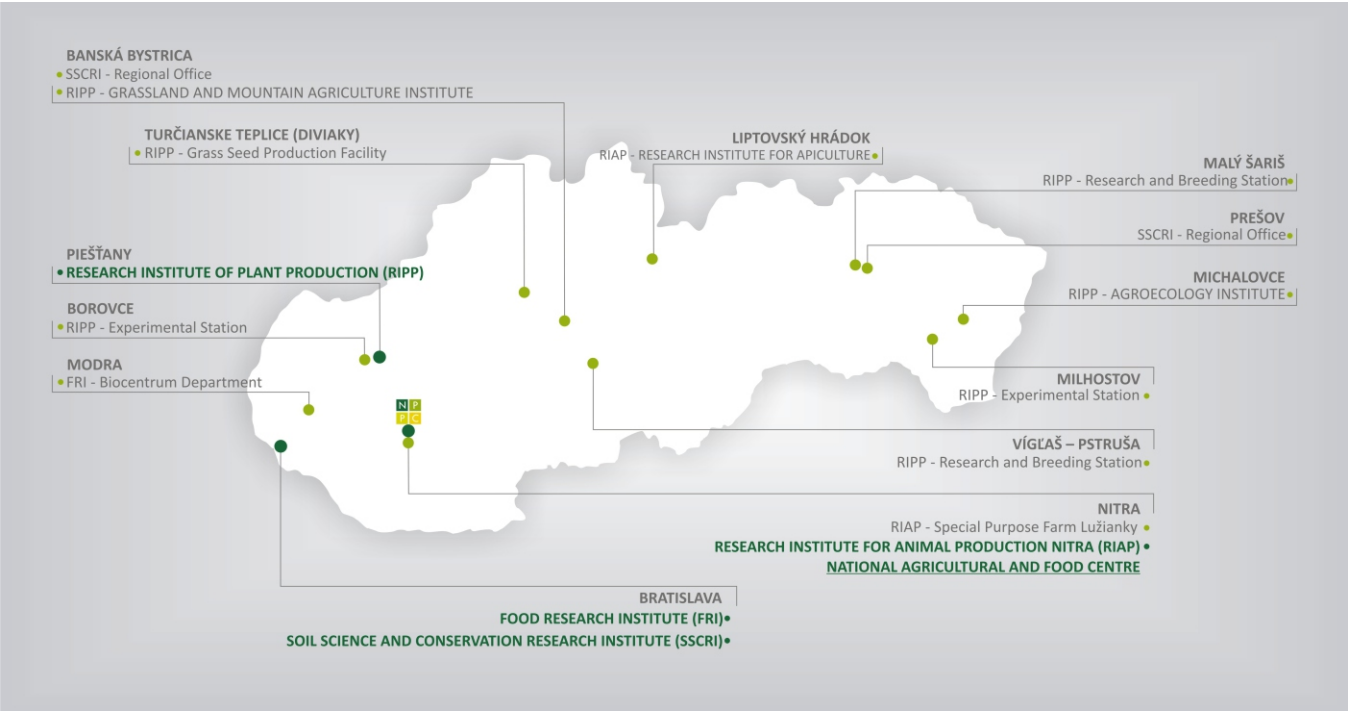 BANSKÁ BYSTRICA
SSCRI - Regional Office
RIPP - GRASSLAND AND MOUNTAIN AGRICULTURE INSTITUTE
TURČIANSKE TEPLICE (DIVIAKY)
RIPP - Grass Seed Production Facility
LIPTOVSKÝ HRÁDOK
RIAP - RESEARCH INSTITUTE FOR APICULTURE
MALÝ ŠARIŠ
RIPP - Research and Breeding Station
PREŠOV
SSCRI - Regional Office
PIEŠŤANY
RESEARCH INSTITUTE OF PLANT PRODUCTION (RIPP)
MICHALOVCE
RIPP - AGROECOLOGY INSTITUTE
BOROVCE
RIPP - Experimental Station
MODRA
FRI - Biocentrum Department
MILHOSTOV
RIPP - Experimental Station
N P
P C
VÍGĽAŠ – PSTRUŠA
RIPP - Research and Breeding Station
NITRA
RIAP - Special Purpose Farm Lužianky
RESEARCH INSTITUTE FOR ANIMAL PRODUCTION NITRA (RIAP)
NATIONAL AGRICULTURAL AND FOOD CENTRE
BRATISLAVA
FOOD RESEARCH INSTITUTE (FRI)
SOIL SCIENCE AND CONSERVATION RESEARCH INSTITUTE (SSCRI)